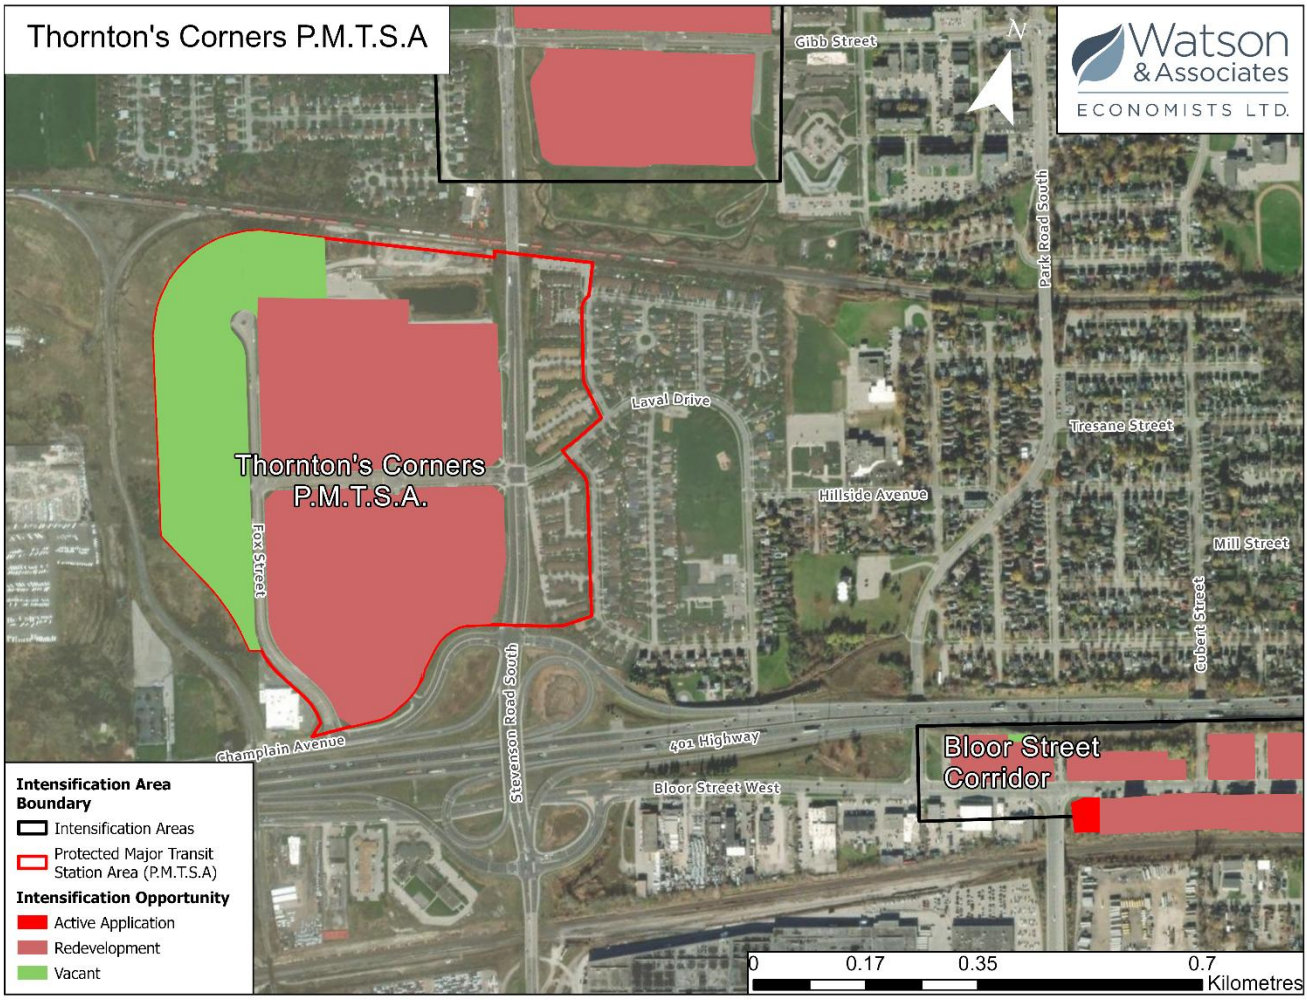 Thornton's Corners P.M.T.S.A
Gibb Street
N
Watson
& Associates
ECONOMISTS LTD.
Park Road South
Laval Drive
Tresane Street
Thornton's Corners
P.M.T.S.A.
Hillside Avenue
Fox Street
Mill Street
Cubert Street
Stevenson Road South
Champlain Avenue
401 Highway
Bloor Street
Corridor
Bloor Street West
Intensification Area
Boundary
Intensification Areas
Protected Major Transit
Station Area (P.M.T.S.A)
Intensification Opportunity
Active Application
Redevelopment
Vacant
0 0.17 0.35 0.7
Kilometres